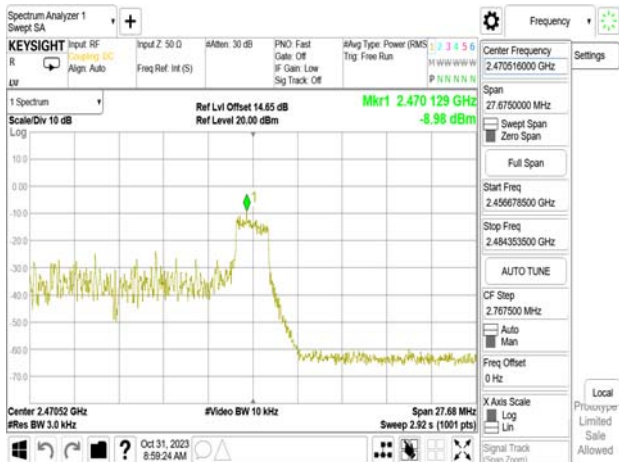 Spectrum Analyzer 1
Swept SA
Frequency
KEYSIGHT
Input: RF
Coupling: DC
Align: Auto
Input Z: 50 Ω
Freq Ref: Int (S)
#Atten: 30 dB
PNO: Fast
Gate: Off
IF Gain: Low
Sig Track: Off
#Avg Type: Power (RMS
Trig: Free Run
1 2 3 4 5 6
M W W W W W
P N N N N N
R
LXI
1 Spectrum
Scale/Div 10 dB
Ref Lvl Offset 14.65 dB
Ref Level 20.00 dBm
Mkr1 2.470 129 GHz
-8.98 dBm
Log
10.0
0.00
-10.0
-20.0
-30.0
-40.0
-50.0
-60.0
-70.0
1
Center 2.47052 GHz
#Res BW 3.0 kHz
#Video BW 10 kHz
Span 27.68 MHz
Sweep 2.92 s (1001 pts)
Oct 31, 2023
8:59:24 AM
Center Frequency
2.470516000 GHz
Settings
Span
27.6750000 MHz
Swept Span
Zero Span
Full Span
Start Freq
2.456678500 GHz
Stop Freq
2.484353500 GHz
AUTO TUNE
CF Step
2.767500 MHz
Auto
Man
Freq Offset
0 Hz
X Axis Scale
Log
Lin
Signal Track
(Span Zoom)
Local
Prototype
Limited
Sale
Allowed